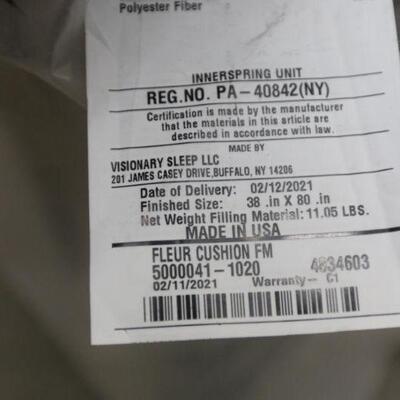 Polyester Fiber
INNERSPRING UNIT
REG.NO. PA-40842(NY)
Certification is made by the manufacturer
that the materials in this article are
described in accordance with law.
MADE BY
VISIONARY SLEEP LLC
201 JAMES CASEY DRIVE,BUFFALO, NY 14206
Date of Delivery: 02/12/2021
Finished Size: 38 .in X 80 .in
Net Weight Filling Material: 11.05 LBS.
MADE IN USA
FLEUR CUSHION FM
5000041-1020 4834603
02/11/2021 Warranty- C1